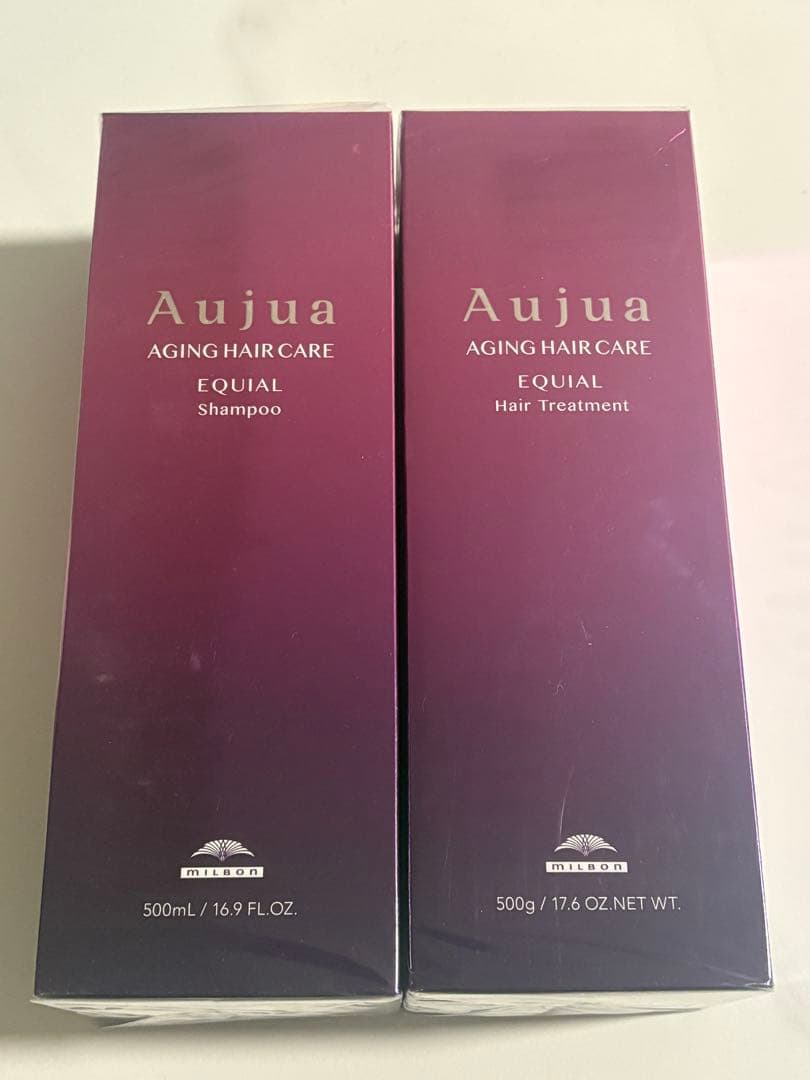 Aujua
AGING HAIR CARE
EQUIAL
Shampoo
MILBON
500mL / 16.9 FL.OZ.
Aujua
AGING HAIR CARE
EQUIAL
Hair Treatment
MILBON
500g / 17.6 OZ.NET WT.